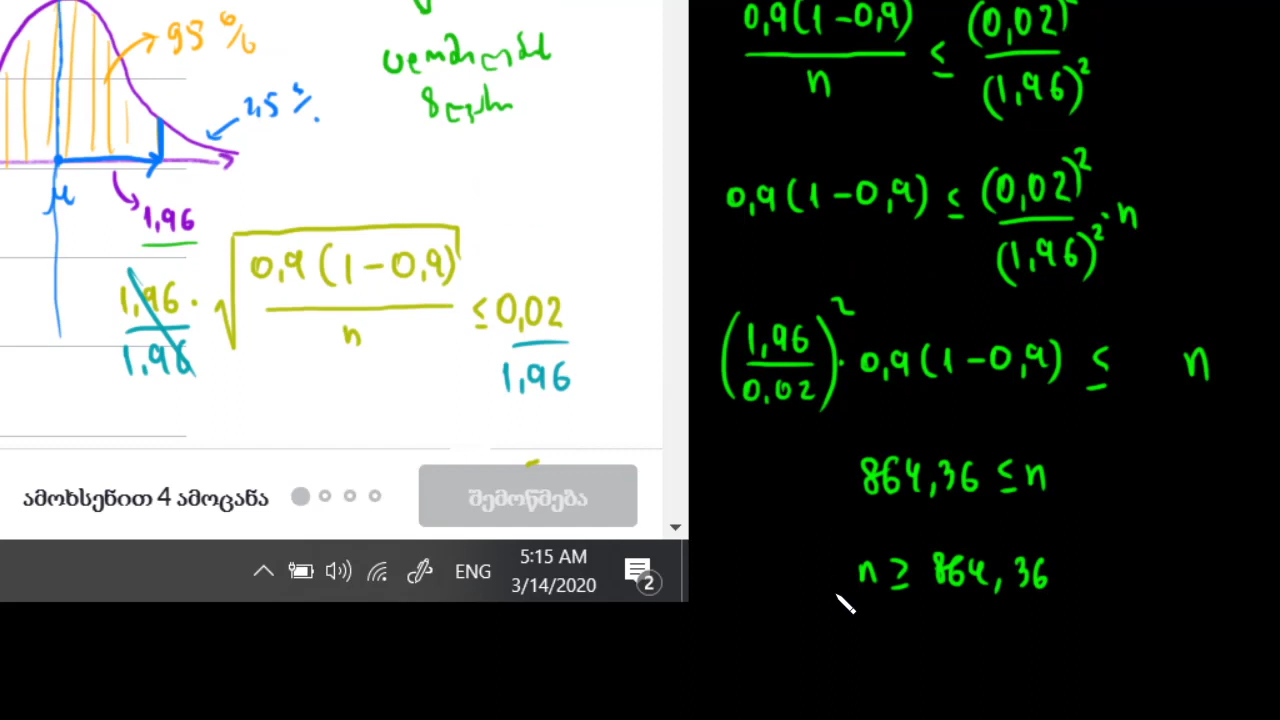 95 %
2,5 %
ცდომილების
ზღვარი
μ
1,96
1,96/1,96 · √(0,9(1-0,9)/n) ≤ 0,02/1,96
ამოხსენით 4 ამოცანა
შემოწმება
ENG
5:15 AM
3/14/2020
2
0,9(1-0,9)/n ≤ (0,02)²/(1,96)²
0,9(1-0,9) ≤ (0,02)²/(1,96)² · n
(1,96/0,02)² · 0,9(1-0,9) ≤ n
864,36 ≤ n
n ≥ 864,36